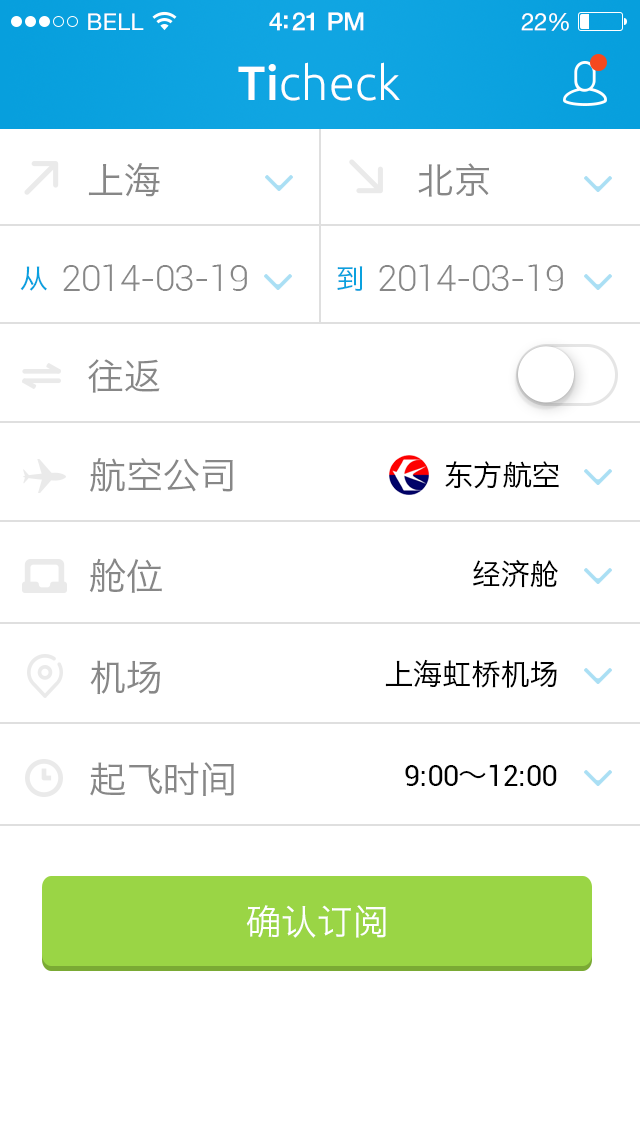 BELL 4:21 PM 22%
Ticheck
上海 北京
从 2014-03-19 到 2014-03-19
往返
航空公司 东方航空
舱位 经济舱
机场 上海虹桥机场
起飞时间 9:00～12:00
确认订阅